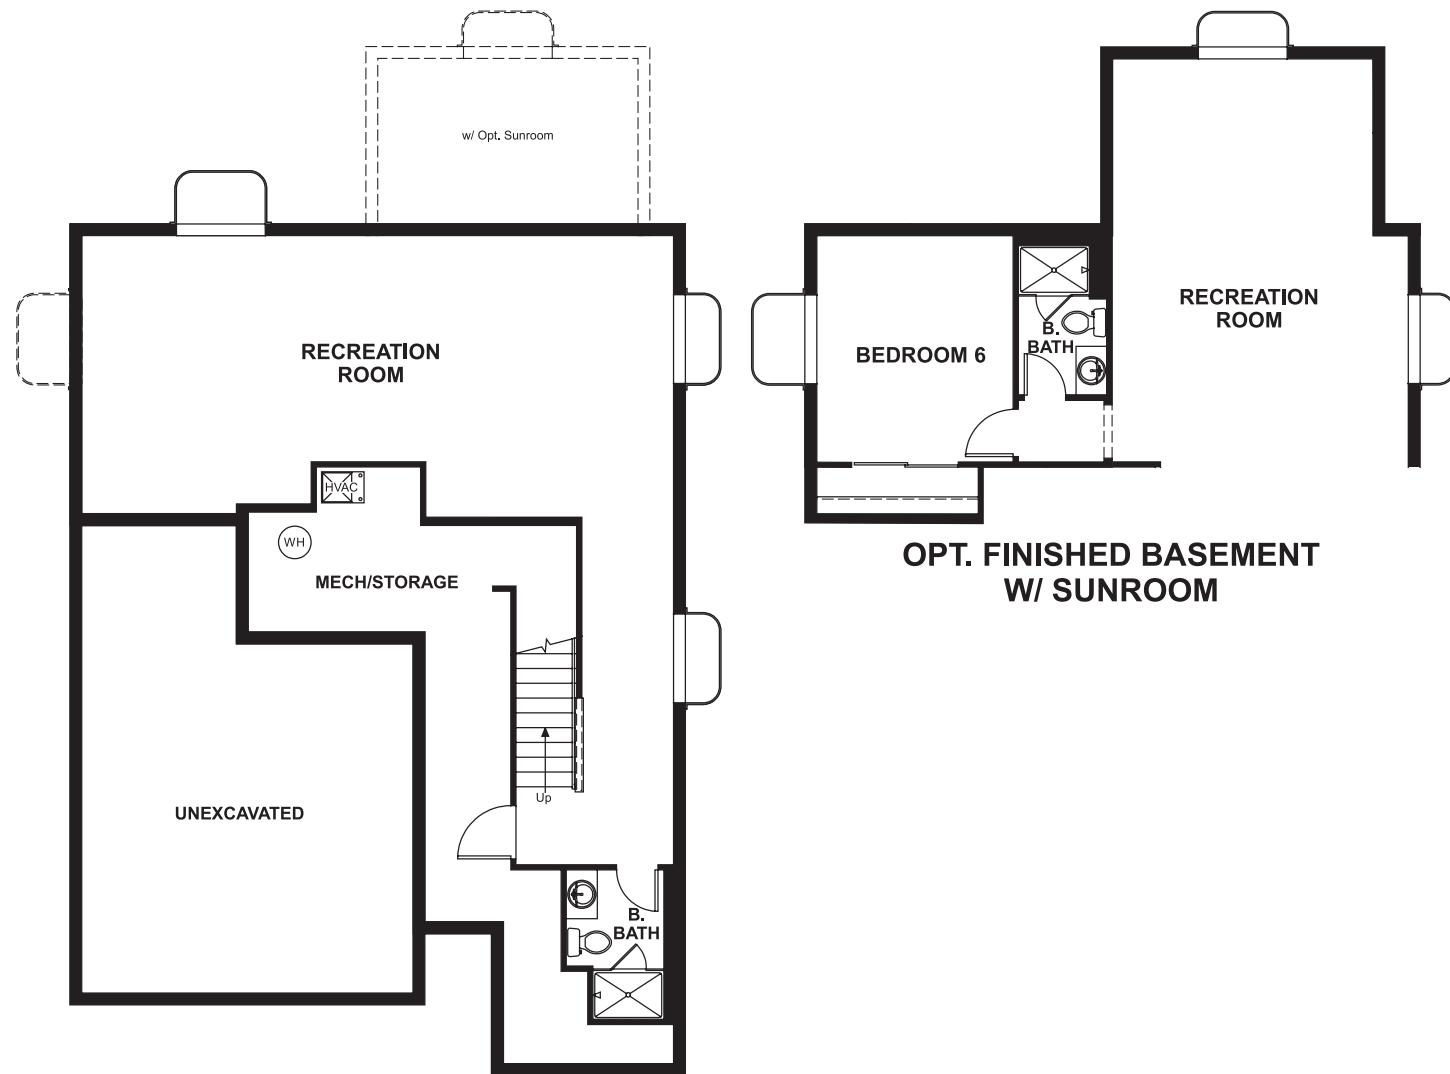 w/ Opt. Sunroom
RECREATION
ROOM
HVAC
WH
MECH/STORAGE
UNEXCAVATED
Up
B.
BATH
RECREATION
ROOM
B.
BATH
BEDROOM 6
OPT. FINISHED BASEMENT
W/ SUNROOM